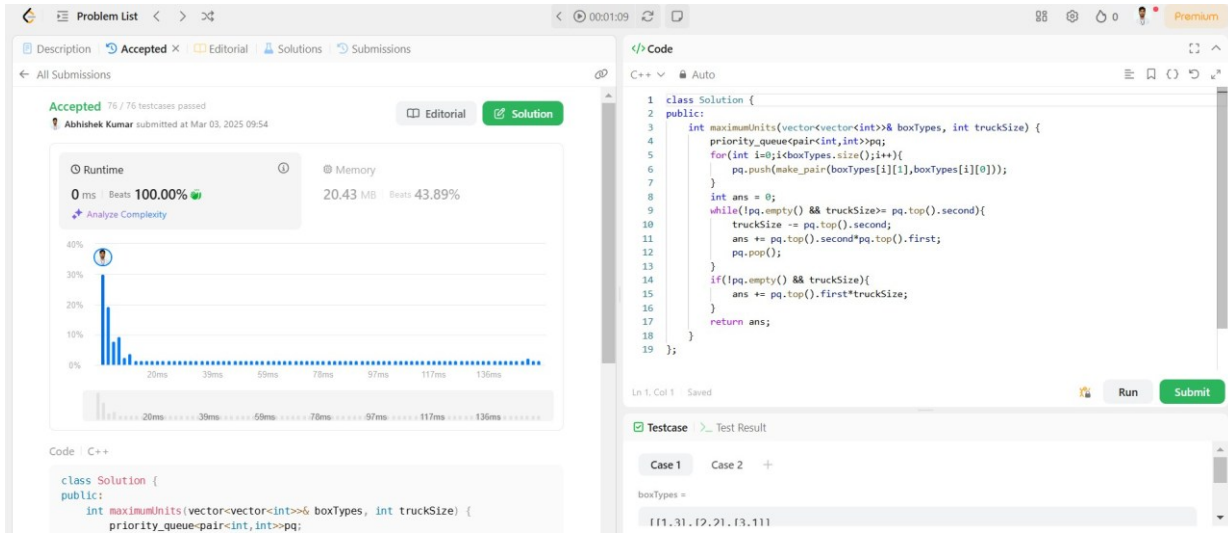 Problem List
00:01:09
0
Premium
Description
Accepted
Editorial
Solutions
Submissions
All Submissions
Accepted 76 / 76 testcases passed
Abhishek Kumar submitted at Mar 03, 2025 09:54
Editorial
Solution
Runtime
0 ms Beats 100.00%
Analyze Complexity
Memory
20.43 MB Beats 43.89%
40%
30%
20%
10%
0%
20ms 39ms 59ms 78ms 97ms 117ms 136ms
20ms 39ms 59ms 78ms 97ms 117ms 136ms
Code C++
class Solution {
public:
    int maximumUnits(vector<vector<int>>& boxTypes, int truckSize) {
        priority_queue<pair<int,int>>pq;
</> Code
C++ Auto
1 class Solution {
2 public:
3     int maximumUnits(vector<vector<int>>& boxTypes, int truckSize) {
4         priority_queue<pair<int,int>>pq;
5         for(int i=0;i<boxTypes.size();i++){
6             pq.push(make_pair(boxTypes[i][1],boxTypes[i][0]));
7         }
8         int ans = 0;
9         while(!pq.empty() && truckSize>= pq.top().second){
10             truckSize -= pq.top().second;
11             ans += pq.top().second*pq.top().first;
12             pq.pop();
13         }
14         if(!pq.empty() && truckSize){
15             ans += pq.top().first*truckSize;
16         }
17         return ans;
18     }
19 };
Ln 1, Col 1 Saved
Run
Submit
Testcase
>_ Test Result
Case 1
Case 2
+
boxTypes =
[[1,3],[2,2],[3,1]]